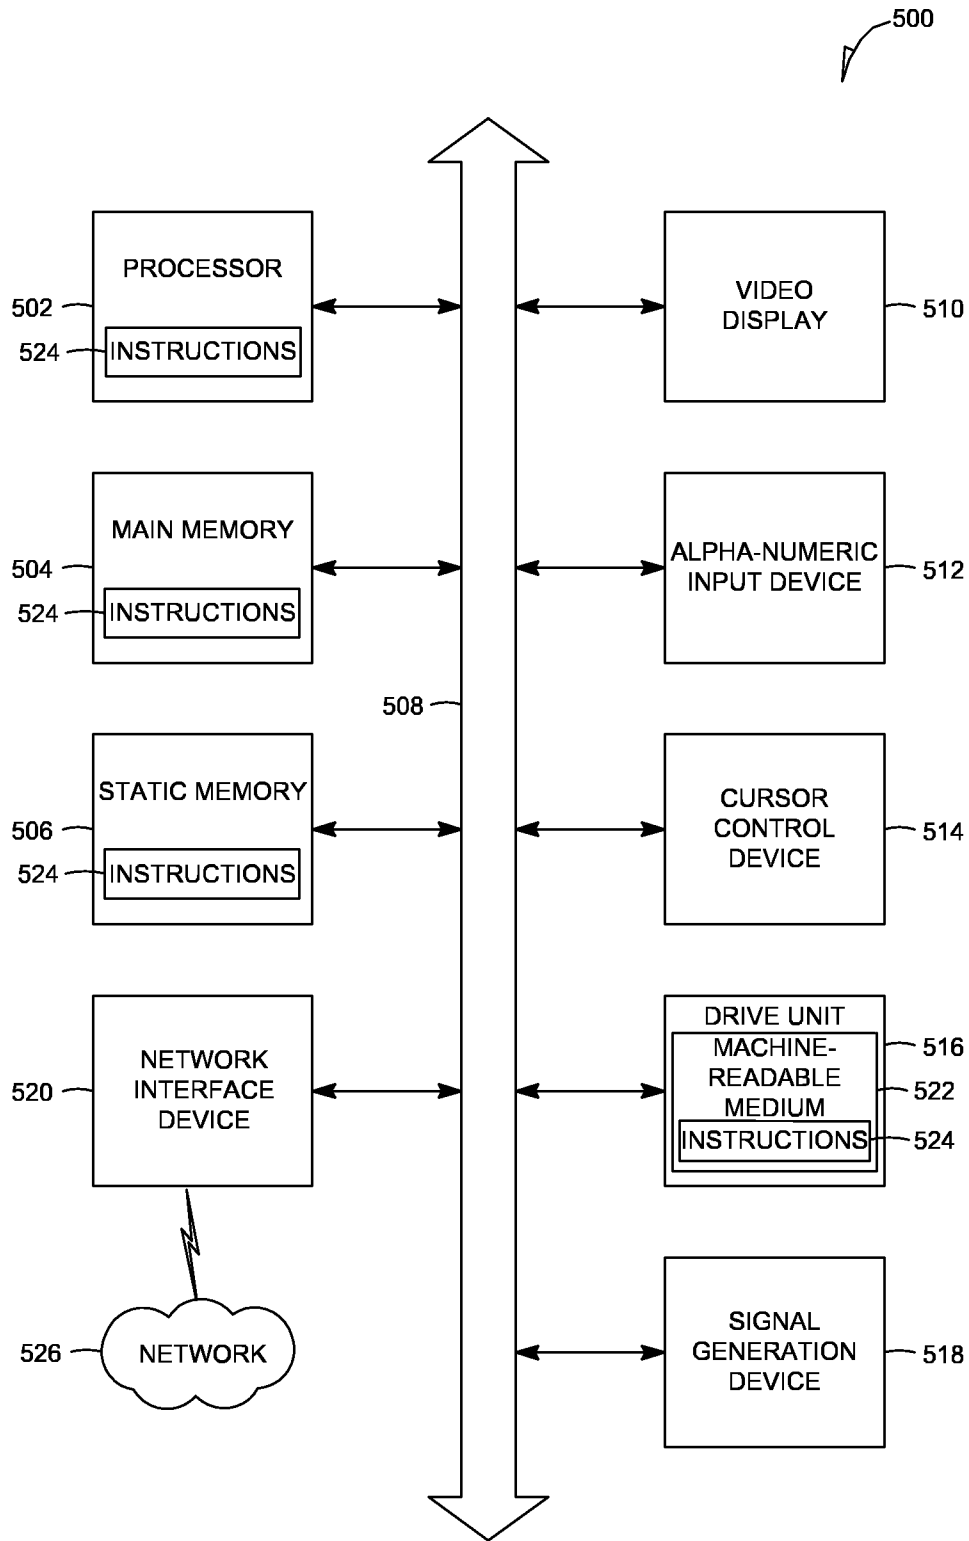 500
PROCESSOR
502
524
INSTRUCTIONS
VIDEO
DISPLAY
510
MAIN MEMORY
504
524
INSTRUCTIONS
ALPHA-NUMERIC
INPUT DEVICE
512
508
STATIC MEMORY
506
524
INSTRUCTIONS
CURSOR
CONTROL
DEVICE
514
NETWORK
INTERFACE
DEVICE
520
DRIVE UNIT
516
MACHINE-
READABLE
MEDIUM
522
INSTRUCTIONS
524
526
NETWORK
SIGNAL
GENERATION
DEVICE
518